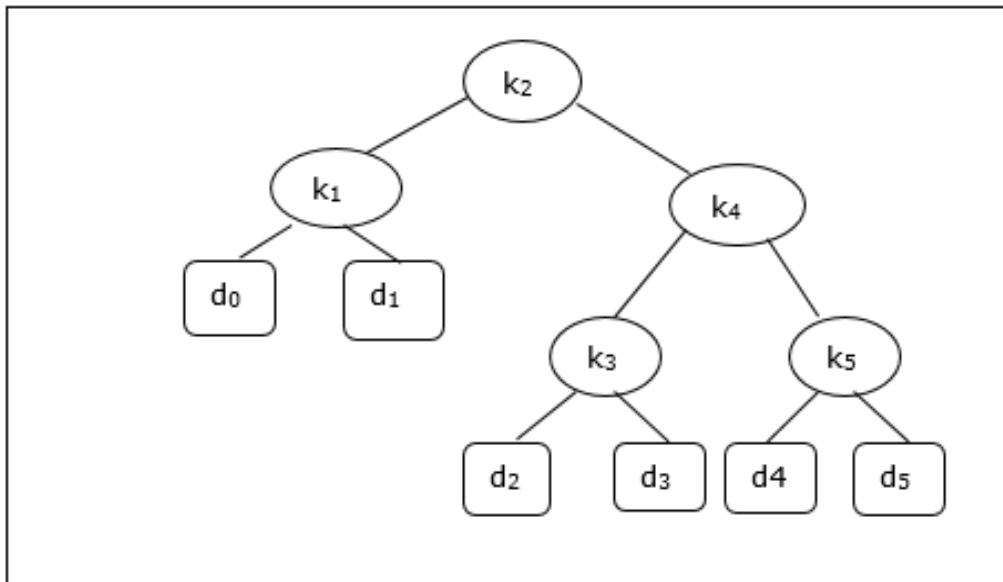 k₂
k₁
k₄
d₀ d₁
k₃ k₅
d₂ d₃ d4 d₅